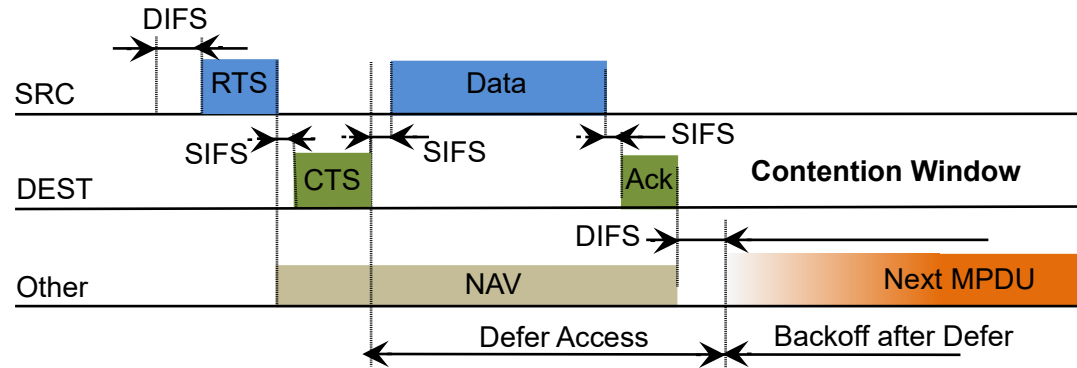 DIFS
RTS
Data
SRC
SIFS
SIFS
SIFS
CTS
Ack
Contention Window
DEST
DIFS
NAV
Next MPDU
Other
Defer Access
Backoff after Defer